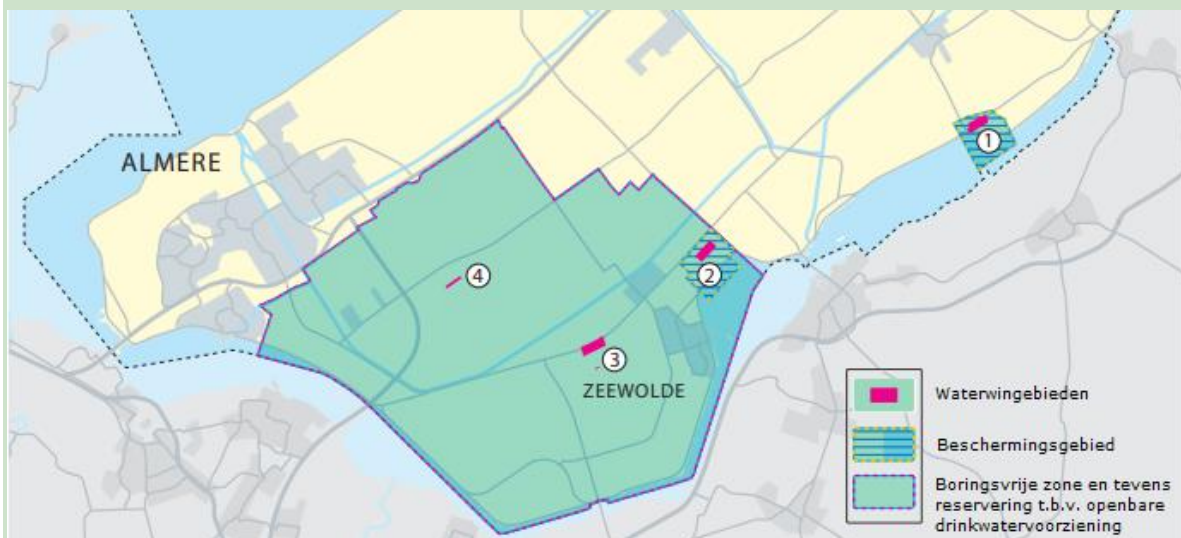 ALMERE
1
2
4
3
ZEEWOLDE
Waterwingebieden
Beschermingsgebied
Boringsvrije zone en tevens
reservering t.b.v. openbare
drinkwatervoorziening